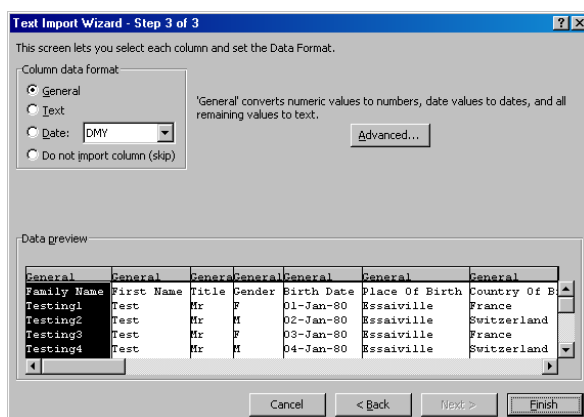 Text Import Wizard - Step 3 of 3
This screen lets you select each column and set the Data Format.
Column data format
General
Text
Date: DMY
Do not import column (skip)
'General' converts numeric values to numbers, date values to dates, and all
remaining values to text.
Advanced...
Data preview
General General General General General General General
Family Name First Name Title Gender Birth Date Place Of Birth Country Of B
Testing1 Test Mr F 01-Jan-80 Essaiville France
Testing2 Test Mr M 02-Jan-80 Essaiville Switzerland
Testing3 Test Mr F 03-Jan-80 Essaiville France
Testing4 Test Mr M 04-Jan-80 Essaiville Switzerland
Cancel < Back Next > Finish